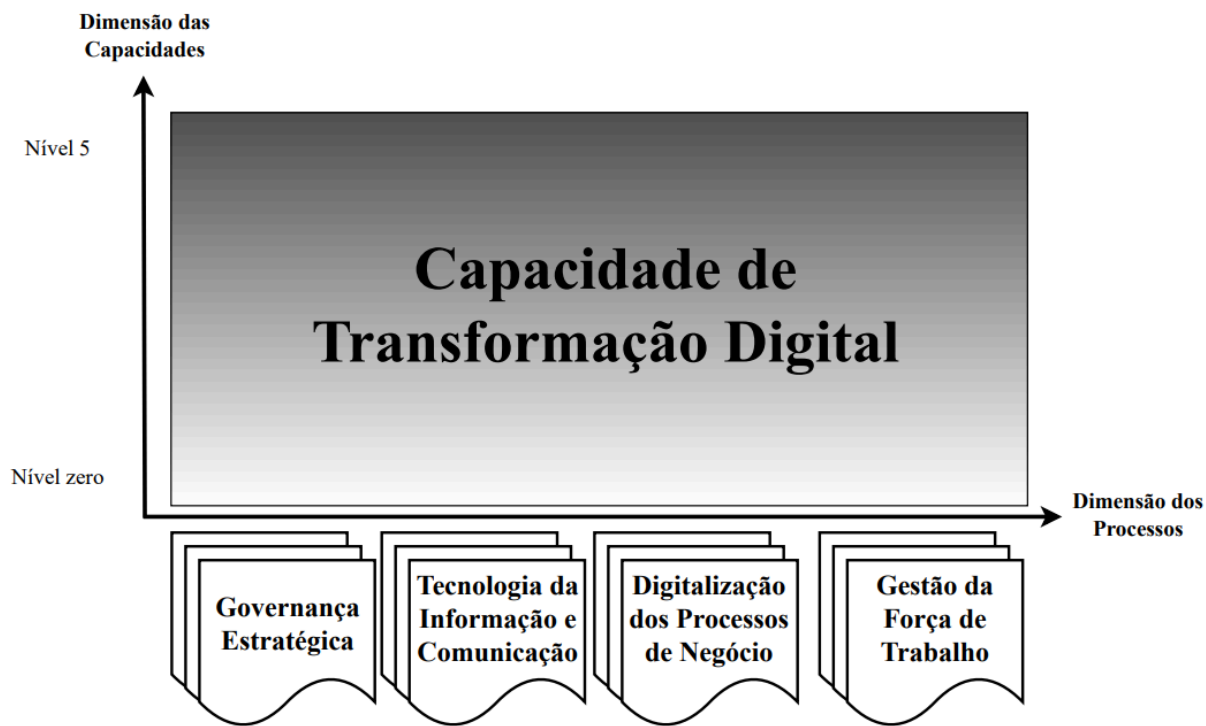 Dimensão das
Capacidades
Nível 5
Capacidade de
Transformação Digital
Nível zero
Dimensão dos
Processos
Governança
Estratégica
Tecnologia da
Informação e
Comunicação
Digitalização
dos Processos
de Negócio
Gestão da
Força de
Trabalho